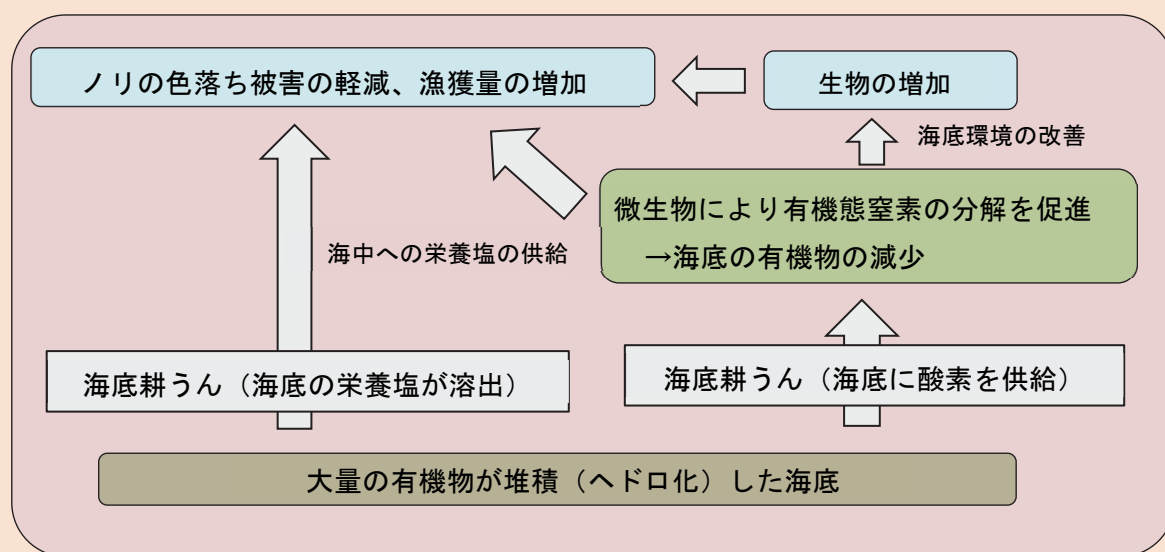 ノリの色落ち被害の軽減、漁獲量の増加
生物の増加
海底環境の改善
微生物により有機態窒素の分解を促進
→海底の有機物の減少
海中への栄養塩の供給
海底耕うん（海底の栄養塩が溶出）
海底耕うん（海底に酸素を供給）
大量の有機物が堆積（ヘドロ化）した海底